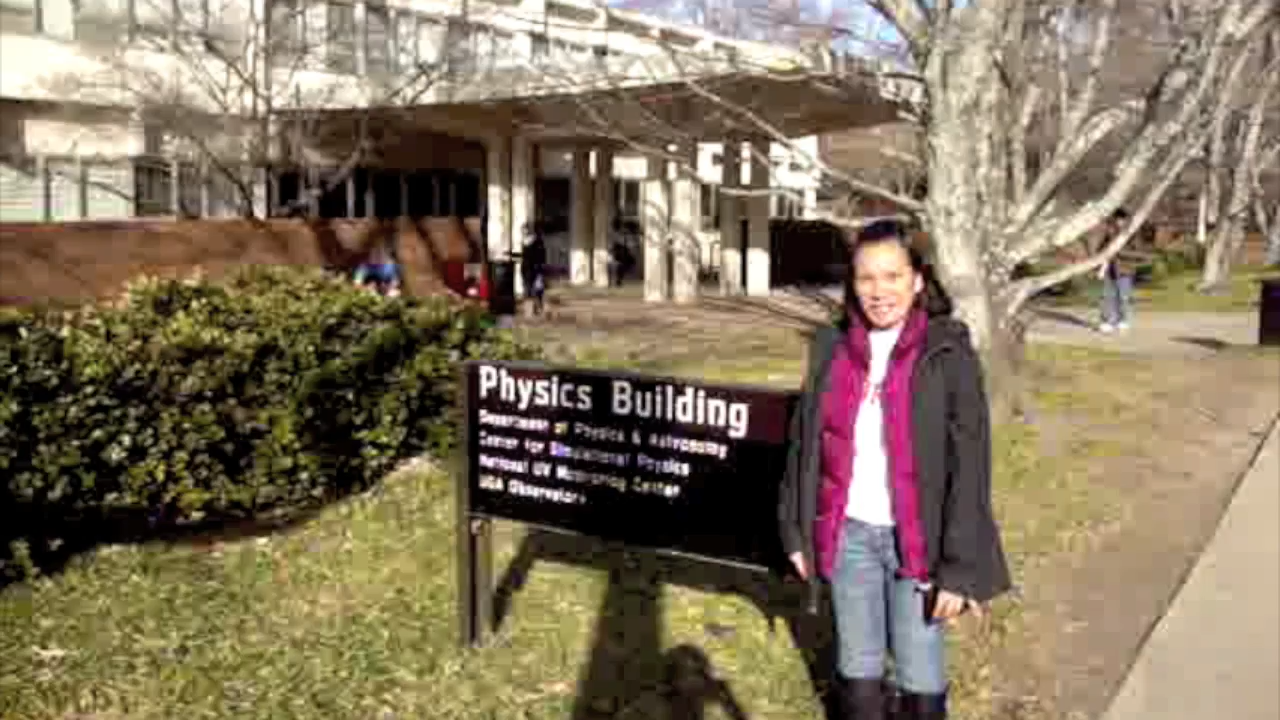 Physics Building
Department of Physics & Astronomy
Center for Simulational Physics
National UV Monitoring Center
UGA Observatory